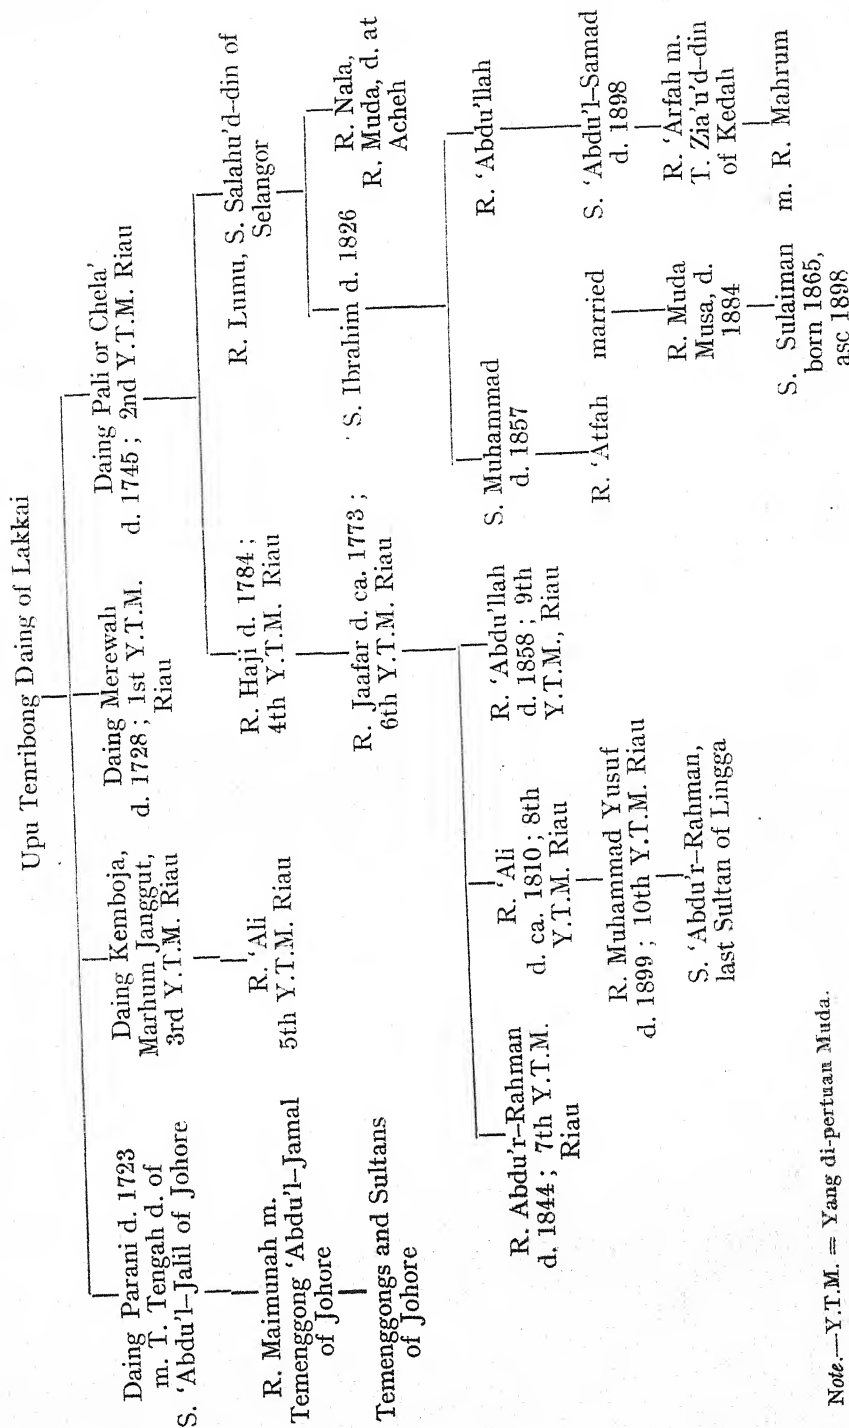 Upu Tenribong Daing of Lakkai
Daing Parani d. 1723
m. T. Tengah d. of
S. ‘Abdu'l–Jalil of Johore
Daing Kemboja,
Marhum Janggut,
3rd Y.T.M. Riau
Daing Merewah
d. 1728 ; 1st Y.T.M.
Riau
Daing Pali or Chela'
d. 1745 ; 2nd Y.T.M. Riau
R. Maimunah m.
Temenggong ‘Abdu'l–Jamal
of Johore
R. ‘Ali
5th Y.T.M. Riau
R. Haji d. 1784 ;
4th Y.T.M. Riau
R. Lumu, S. Salahu'd–din of
Selangor
Temenggongs and Sultans
of Johore
R. Jaafar d. ca. 1773 ;
6th Y.T.M. Riau
S. Ibrahim d. 1826
R. Nala,
R. Muda, d. at
Acheh
R. Abdu'r–Rahman
d. 1844 ; 7th Y.T.M.
Riau
R. ‘Ali
d. ca. 1810 ; 8th
Y.T.M. Riau
R. ‘Abdu'llah
d. 1858 ; 9th
Y.T.M., Riau
S. Muhammad
d. 1857
R. ‘Abdu'llah
R. Muhammad Yusuf
d. 1899 ; 10th Y.T.M. Riau
R. ‘Atfah married
S. ‘Abdu'l–Samad
d. 1898
S. ‘Abdu'r–Rahman,
last Sultan of Lingga
R. Muda
Musa, d.
1884
R. ‘Arfah m.
T. Zia'u'd–din
of Kedah
S. Sulaiman m. R. Mahrum
born 1865,
asc 1898
Note.—Y.T.M. = Yang di-pertuan Muda.